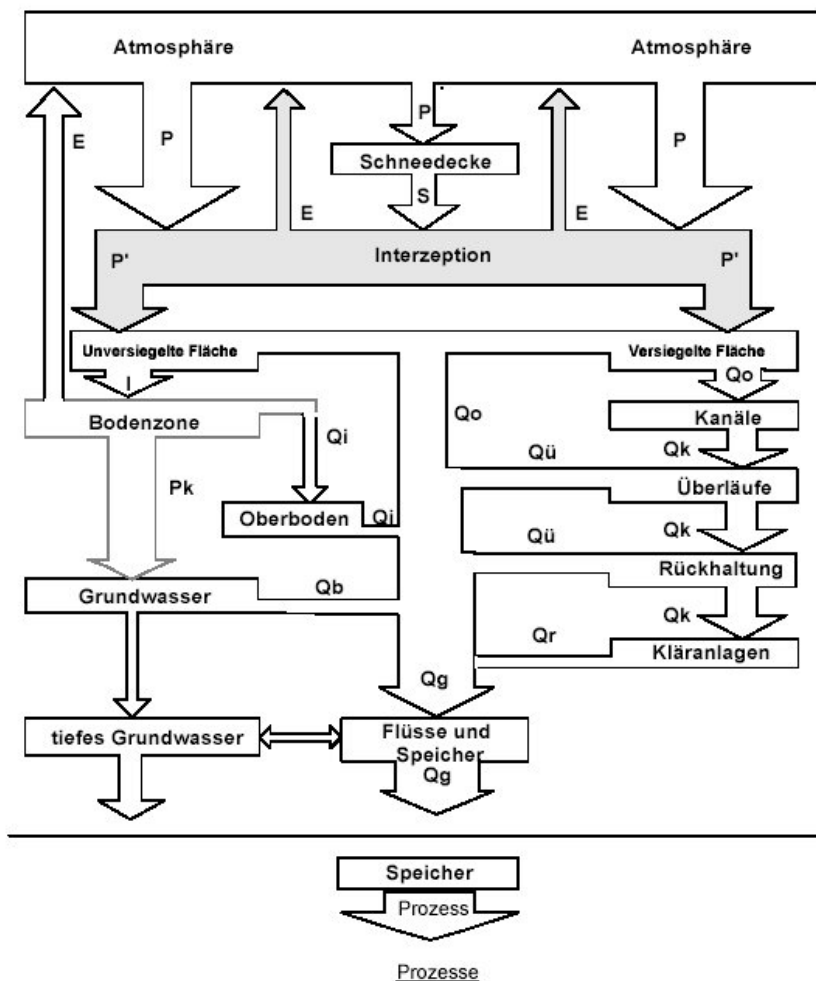 Atmosphäre Atmosphäre
P
E P P
Schneedecke
S
E E
Interzeption
P' P'
Unversiegelte Fläche Versiegelte Fläche
I Qo
Bodenzone Qo Kanäle
Qi
Qü Qk
Pk Überläufe
Oberboden Qi
Qü Qk
Rückhaltung
Grundwasser Qb
Qr Qk
Kläranlagen
Qg
tiefes Grundwasser Flüsse und
Speicher
Qg
Speicher
Prozess
Prozesse